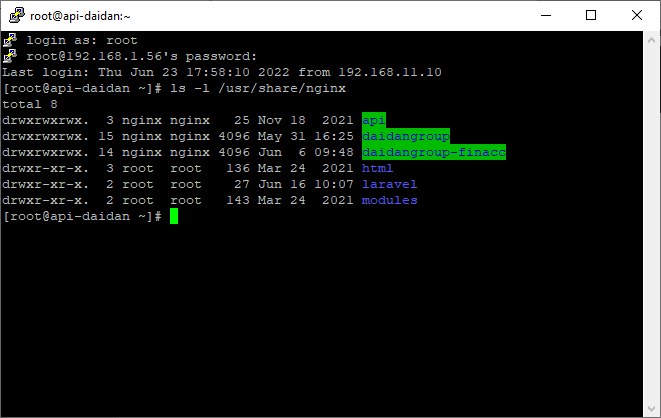 root@api-daidan:~
login as: root
root@192.168.1.56's password:
Last login: Thu Jun 23 17:58:10 2022 from 192.168.11.10
[root@api-daidan ~]# ls -l /usr/share/nginx
total 8
drwxrwxrwx.  3 nginx nginx   25 Nov 18  2021 api
drwxrwxrwx. 15 nginx nginx 4096 May 31 16:25 daidangroup
drwxrwxrwx. 14 nginx nginx 4096 Jun  6 09:48 daidangroup-finacc
drwxr-xr-x.  3 root  root   136 Mar 24  2021 html
drwxr-xr-x.  2 root  root    27 Jun 16 10:07 laravel
drwxr-xr-x.  2 root  root   143 Mar 24  2021 modules
[root@api-daidan ~]#